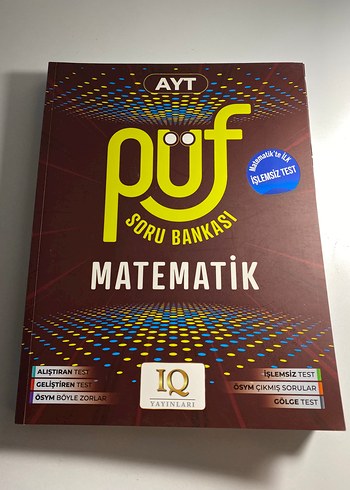 AYT
püf
SORU BANKASI
Matematik'te İLK
İŞLEMSİZ TEST
MATEMATİK
ALIŞTIRAN TEST
GELİŞTİREN TEST
ÖSYM BÖYLE ZORLAR
IQ
YAYINLARI
İŞLEMSİZ TEST
ÖSYM ÇIKMIŞ SORULAR
GÖLGE TEST